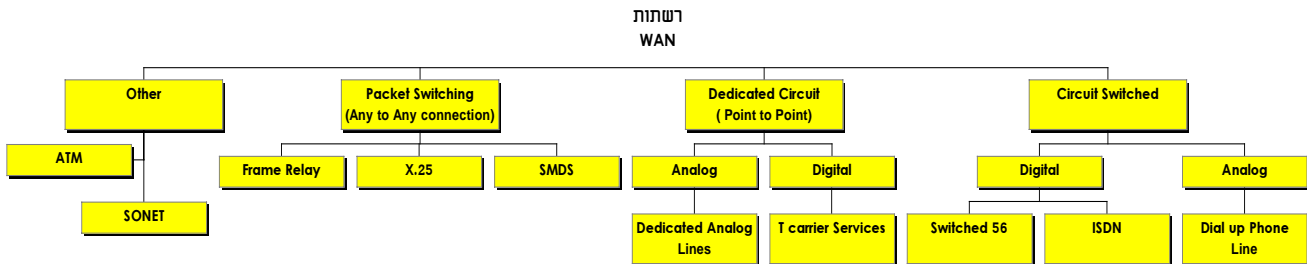 רשתות
WAN
Other
Packet Switching
(Any to Any connection)
Dedicated Circuit
( Point to Point)
Circuit Switched
ATM
Frame Relay
X.25
SMDS
Analog
Digital
Digital
Analog
SONET
Dedicated Analog
Lines
T carrier Services
Switched 56
ISDN
Dial up Phone
Line